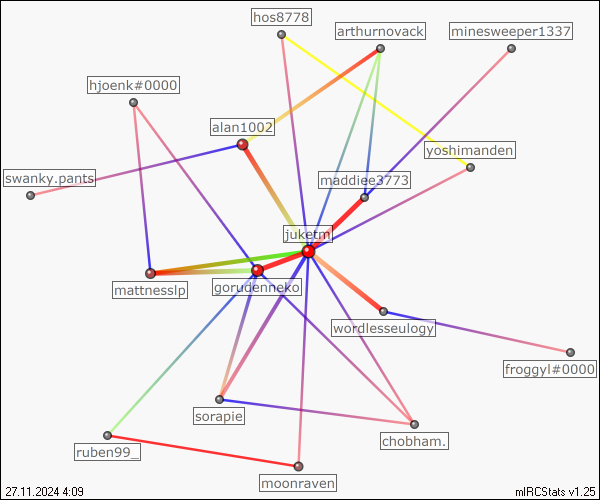 hos8778
arthurnovack
minesweeper1337
hjoenk#0000
alan1002
yoshimanden
swanky.pants
maddiee3773
juketm
mattnesslp
gorudenneko
wordlesseulogy
froggyl#0000
sorapie
chobham.
ruben99_
moonraven
27.11.2024 4:09
mIRCStats v1.25